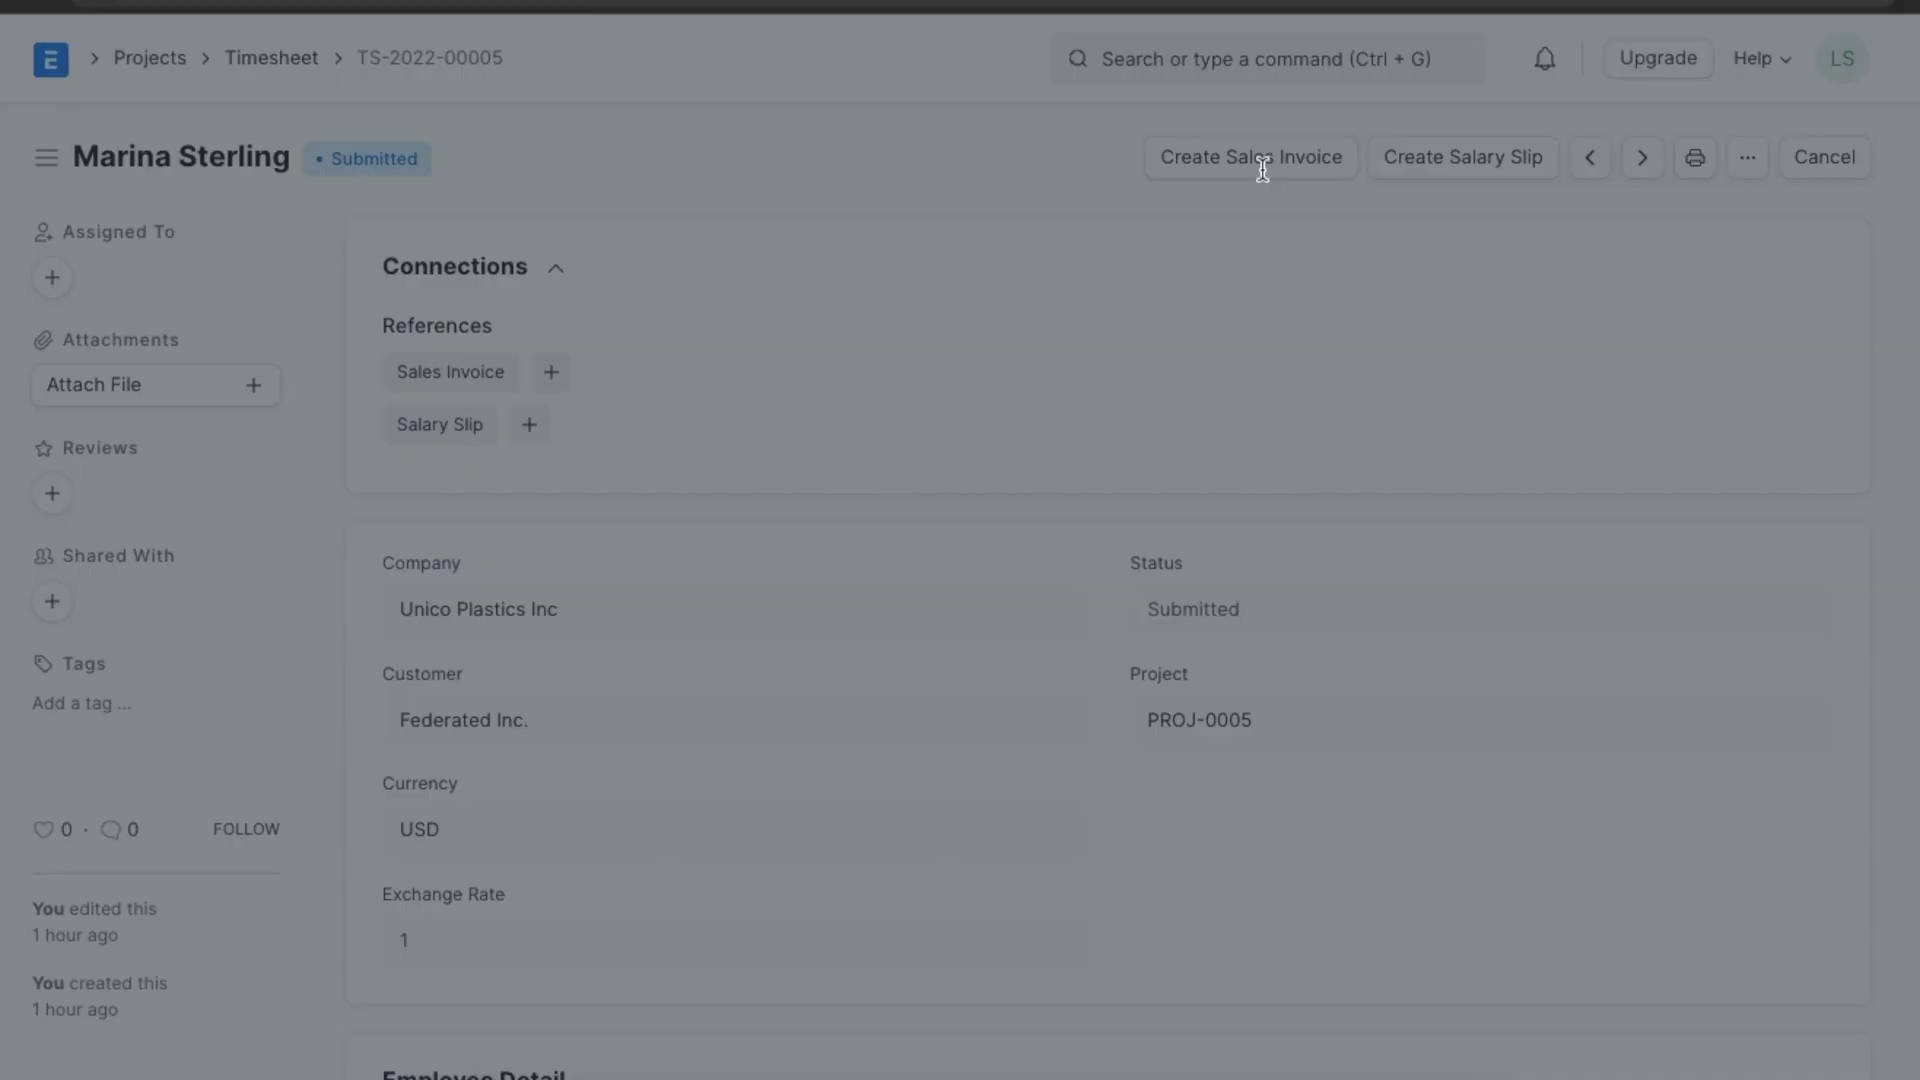 E > Projects > Timesheet > TS-2022-00005
Search or type a command (Ctrl + G)
Upgrade
Help
LS
Marina Sterling
• Submitted
Create Sales Invoice
Create Salary Slip
...
Cancel
Assigned To
+
Attachments
Attach File +
Reviews
+
Shared With
+
Tags
Add a tag ...
0 · 0 FOLLOW
You edited this
1 hour ago
You created this
1 hour ago
Connections
References
Sales Invoice +
Salary Slip +
Company
Unico Plastics Inc
Status
Submitted
Customer
Federated Inc.
Project
PROJ-0005
Currency
USD
Exchange Rate
1
Employee Detail